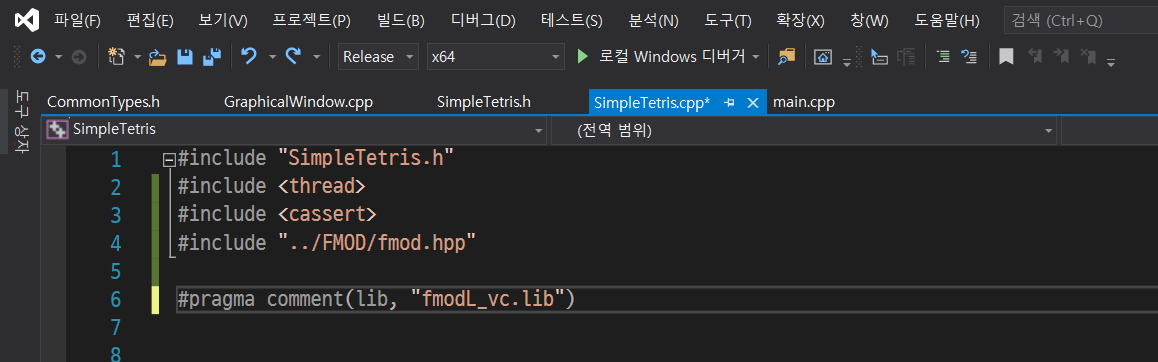 파일(F) 편집(E) 보기(V) 프로젝트(P) 빌드(B) 디버그(D) 테스트(S) 분석(N) 도구(T) 확장(X) 창(W) 도움말(H) 검색 (Ctrl+Q)
Release x64 로컬 Windows 디버거
도구 상자
CommonTypes.h GraphicalWindow.cpp SimpleTetris.h SimpleTetris.cpp* main.cpp
SimpleTetris (전역 범위)
1 #include "SimpleTetris.h"
2 #include <thread>
3 #include <cassert>
4 #include "../FMOD/fmod.hpp"
5
6 #pragma comment(lib, "fmodL_vc.lib")
7
8